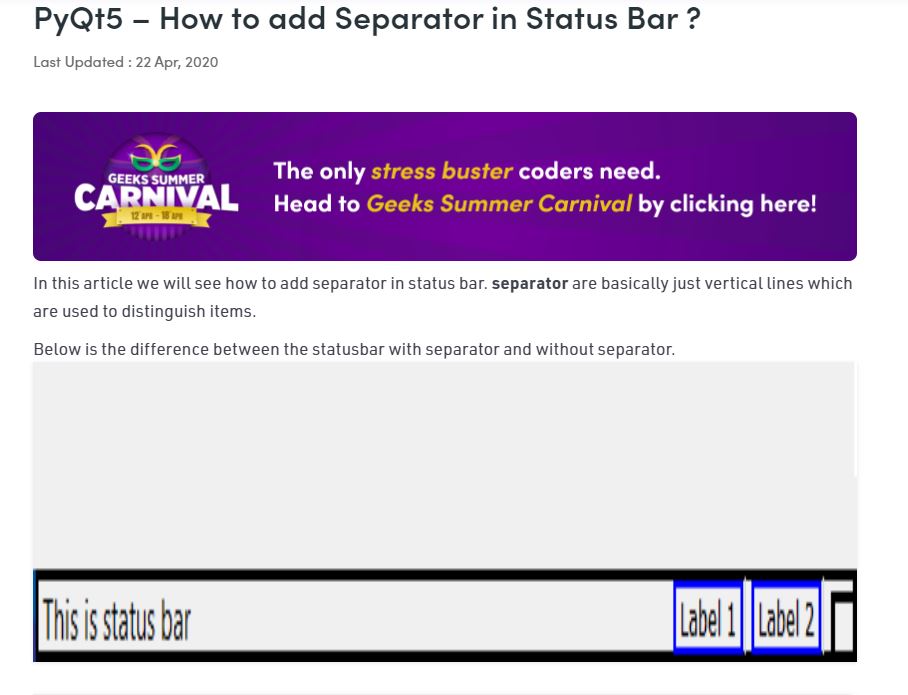 PyQt5 – How to add Separator in Status Bar ?
Last Updated : 22 Apr, 2020
GEEKS SUMMER
CARNIVAL
12 APR - 18 APR
The only stress buster coders need.
Head to Geeks Summer Carnival by clicking here!
In this article we will see how to add separator in status bar. separator are basically just vertical lines which
are used to distinguish items.
Below is the difference between the statusbar with separator and without separator.
This is status bar
Label 1
Label 2